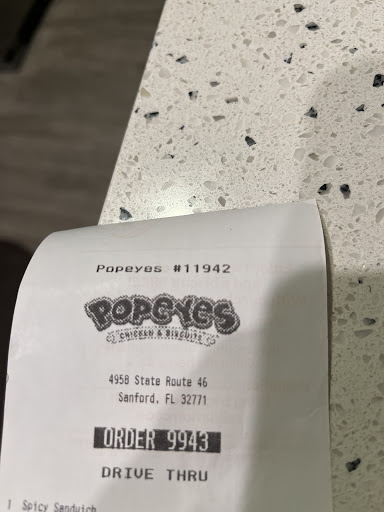 Popeyes #11942
POPEYES
CHICKEN & BISCUITS
4958 State Route 46
Sanford, FL 32771
ORDER 9943
DRIVE THRU
1 Spicy Sandwich